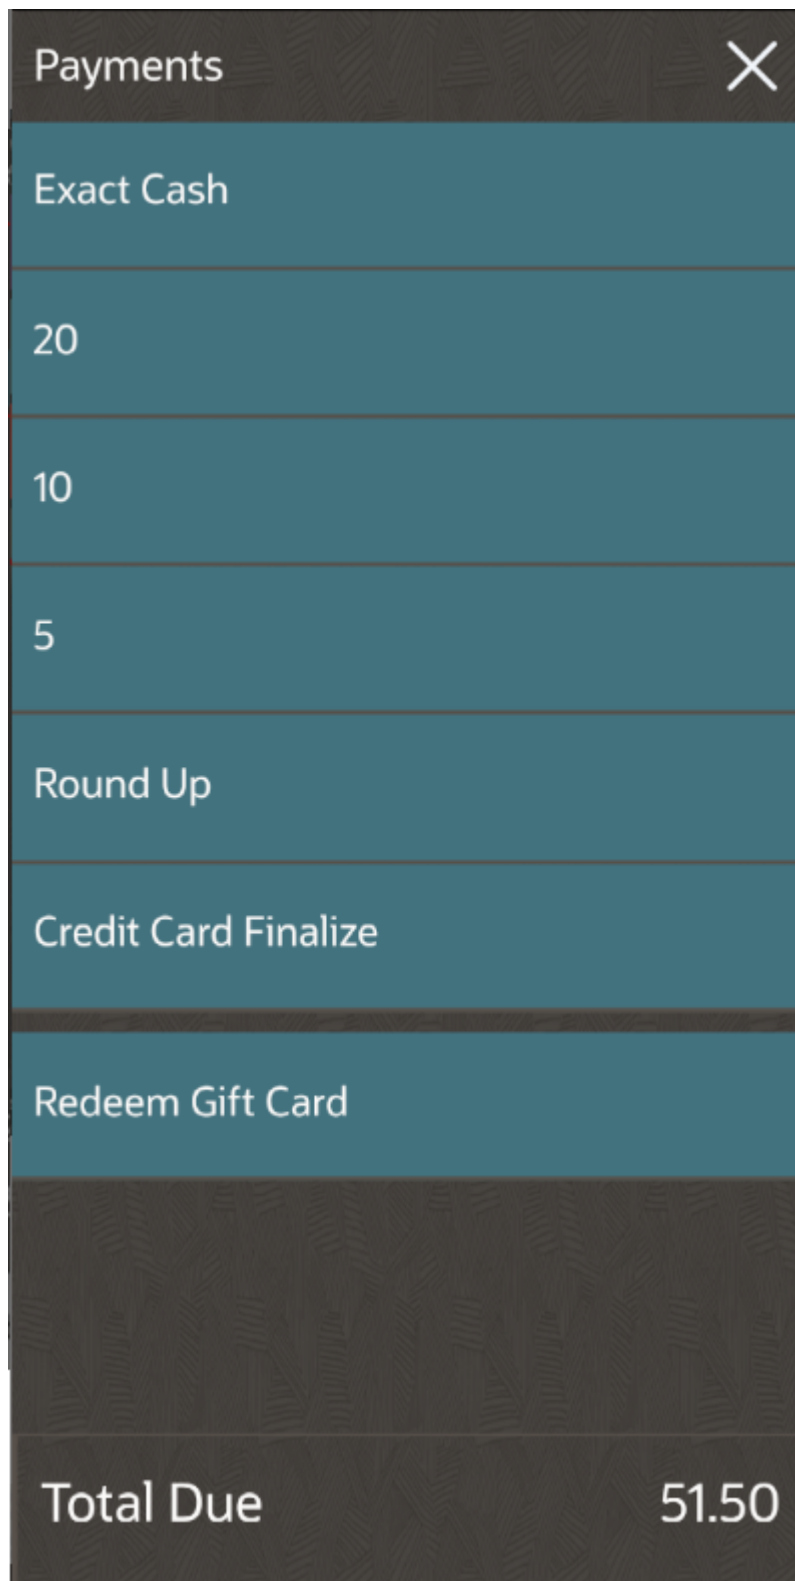 Payments
Exact Cash
20
10
5
Round Up
Credit Card Finalize
Redeem Gift Card
Total Due 51.50